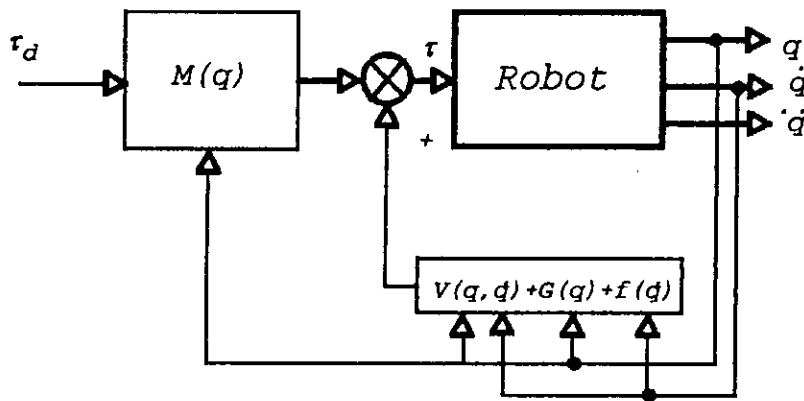 τd
M(q)
τ
+
Robot
q
q̇
q̈
V(q,q̇)+G(q)+f(q̇)